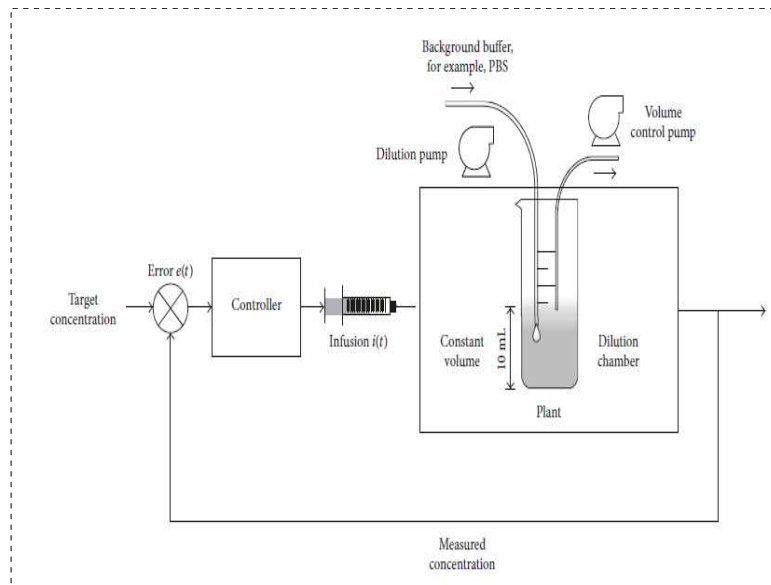 Background buffer,
for example, PBS
Volume
control pump
Dilution pump
Error e(t)
Target
concentration
Controller
Infusion i(t)
Constant
volume
10 mL
Dilution
chamber
Plant
Measured
concentration